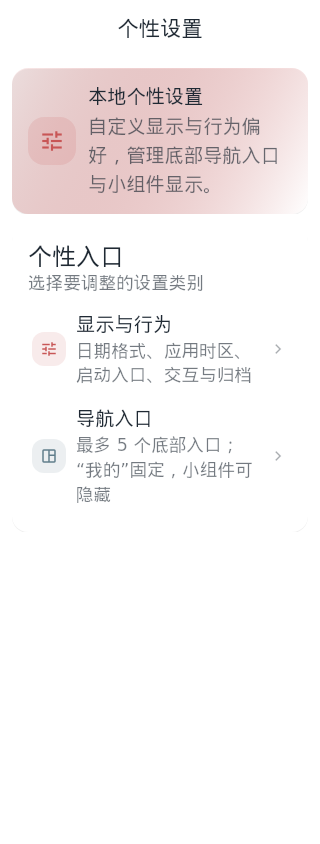 个性设置
本地个性设置
自定义显示与行为偏
好，管理底部导航入口
与小组件显示。
个性入口
选择要调整的设置类别
显示与行为
日期格式、应用时区、
启动入口、交互与归档
导航入口
最多 5 个底部入口；
“我的”固定，小组件可
隐藏